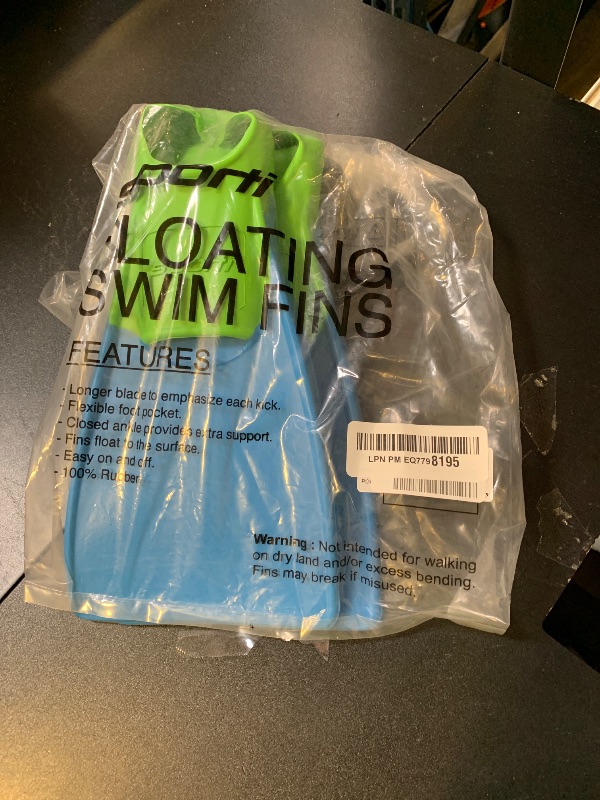 porti
LOATING
SPORTI
SWIM FINS
FEATURES
- Longer blade to emphasize each kick.
- Flexible foot pocket.
- Closed ankle provides extra support.
- Fins float to the surface.
- Easy on and off.
- 100% Rubber.
LPN PM EQ7798195
Warning : Not intended for walking
on dry land and/or excess bending.
Fins may break if misused.